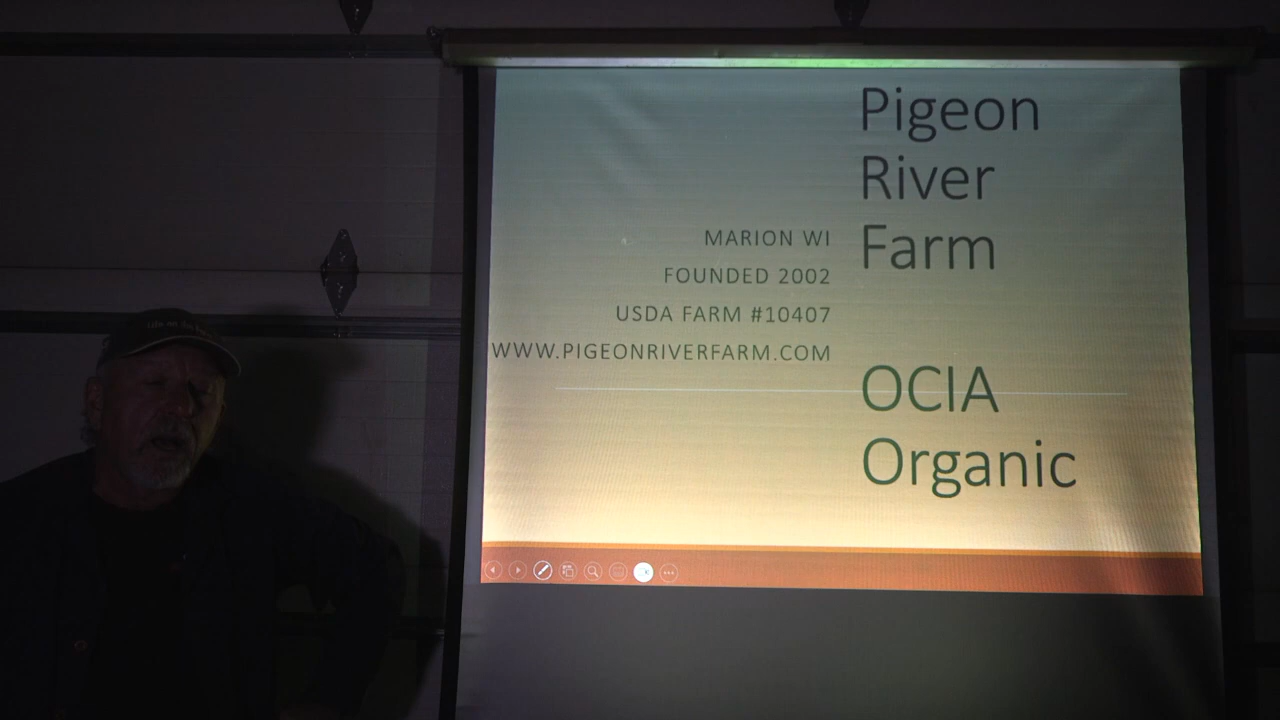 Pigeon
River
Farm
MARION WI
FOUNDED 2002
USDA FARM #10407
WWW.PIGEONRIVERFARM.COM
OCIA
Organic